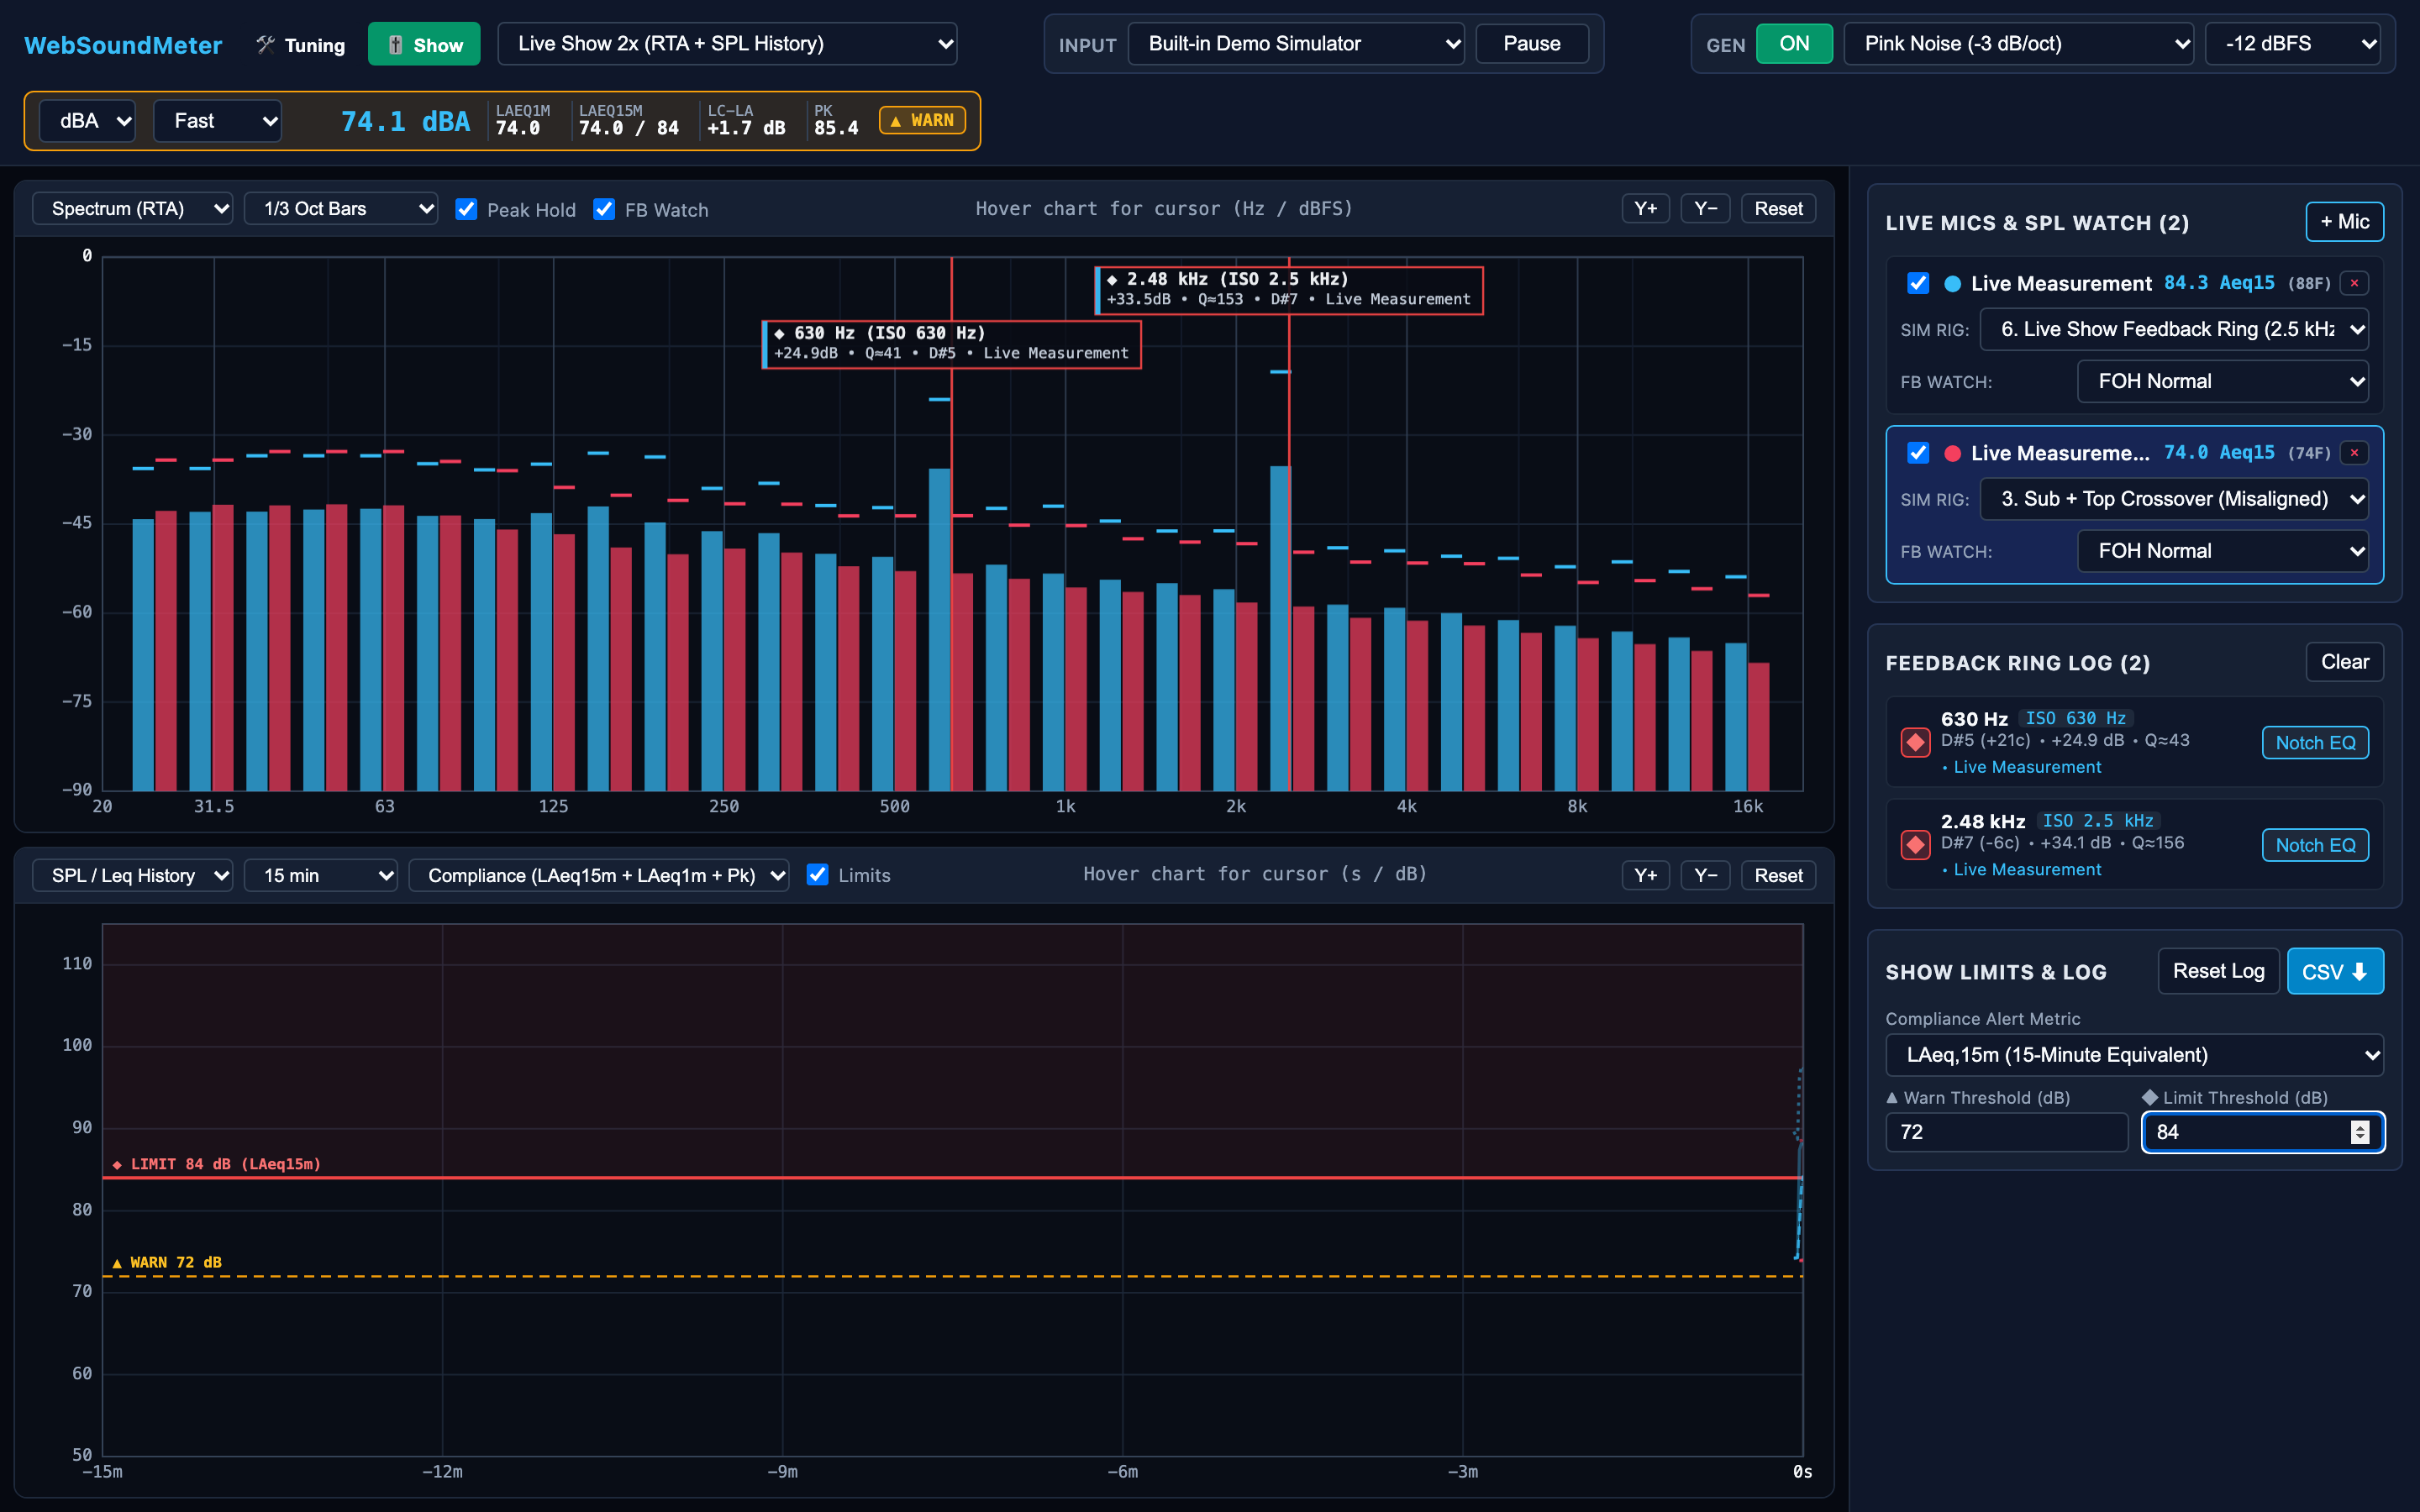 WebSoundMeter 🛠 Tuning 🎚 Show Live Show 2x (RTA + SPL History) INPUT Built-in Demo Simulator Pause GEN ON Pink Noise (-3 dB/oct) -12 dBFS
dBA Fast 74.1 dBA LAEQ1M 74.0 LAEQ15M 74.0 / 84 LC−LA +1.7 dB PK 85.4 ▲ WARN
Spectrum (RTA) 1/3 Oct Bars Peak Hold FB Watch Hover chart for cursor (Hz / dBFS) Y+ Y− Reset
0
−15
−30
−45
−60
−75
−90
◆ 2.48 kHz (ISO 2.5 kHz)
+33.5dB • Q≈153 • D#7 • Live Measurement
◆ 630 Hz (ISO 630 Hz)
+24.9dB • Q≈41 • D#5 • Live Measurement
20 31.5 63 125 250 500 1k 2k 4k 8k 16k
SPL / Leq History 15 min Compliance (LAeq15m + LAeq1m + Pk) Limits Hover chart for cursor (s / dB) Y+ Y− Reset
110
100
90
◆ LIMIT 84 dB (LAeq15m)
80
▲ WARN 72 dB
70
60
50
−15m −12m −9m −6m −3m 0s
LIVE MICS & SPL WATCH (2) + Mic
Live Measurement 84.3 Aeq15 (88F) ×
SIM RIG: 6. Live Show Feedback Ring (2.5 kHz
FB WATCH: FOH Normal
Live Measureme... 74.0 Aeq15 (74F) ×
SIM RIG: 3. Sub + Top Crossover (Misaligned)
FB WATCH: FOH Normal
FEEDBACK RING LOG (2) Clear
630 Hz ISO 630 Hz
D#5 (+21c) • +24.9 dB • Q≈43
• Live Measurement
Notch EQ
2.48 kHz ISO 2.5 kHz
D#7 (-6c) • +34.1 dB • Q≈156
• Live Measurement
Notch EQ
SHOW LIMITS & LOG Reset Log CSV ⬇
Compliance Alert Metric
LAeq,15m (15-Minute Equivalent)
▲ Warn Threshold (dB) ◆ Limit Threshold (dB)
72 84